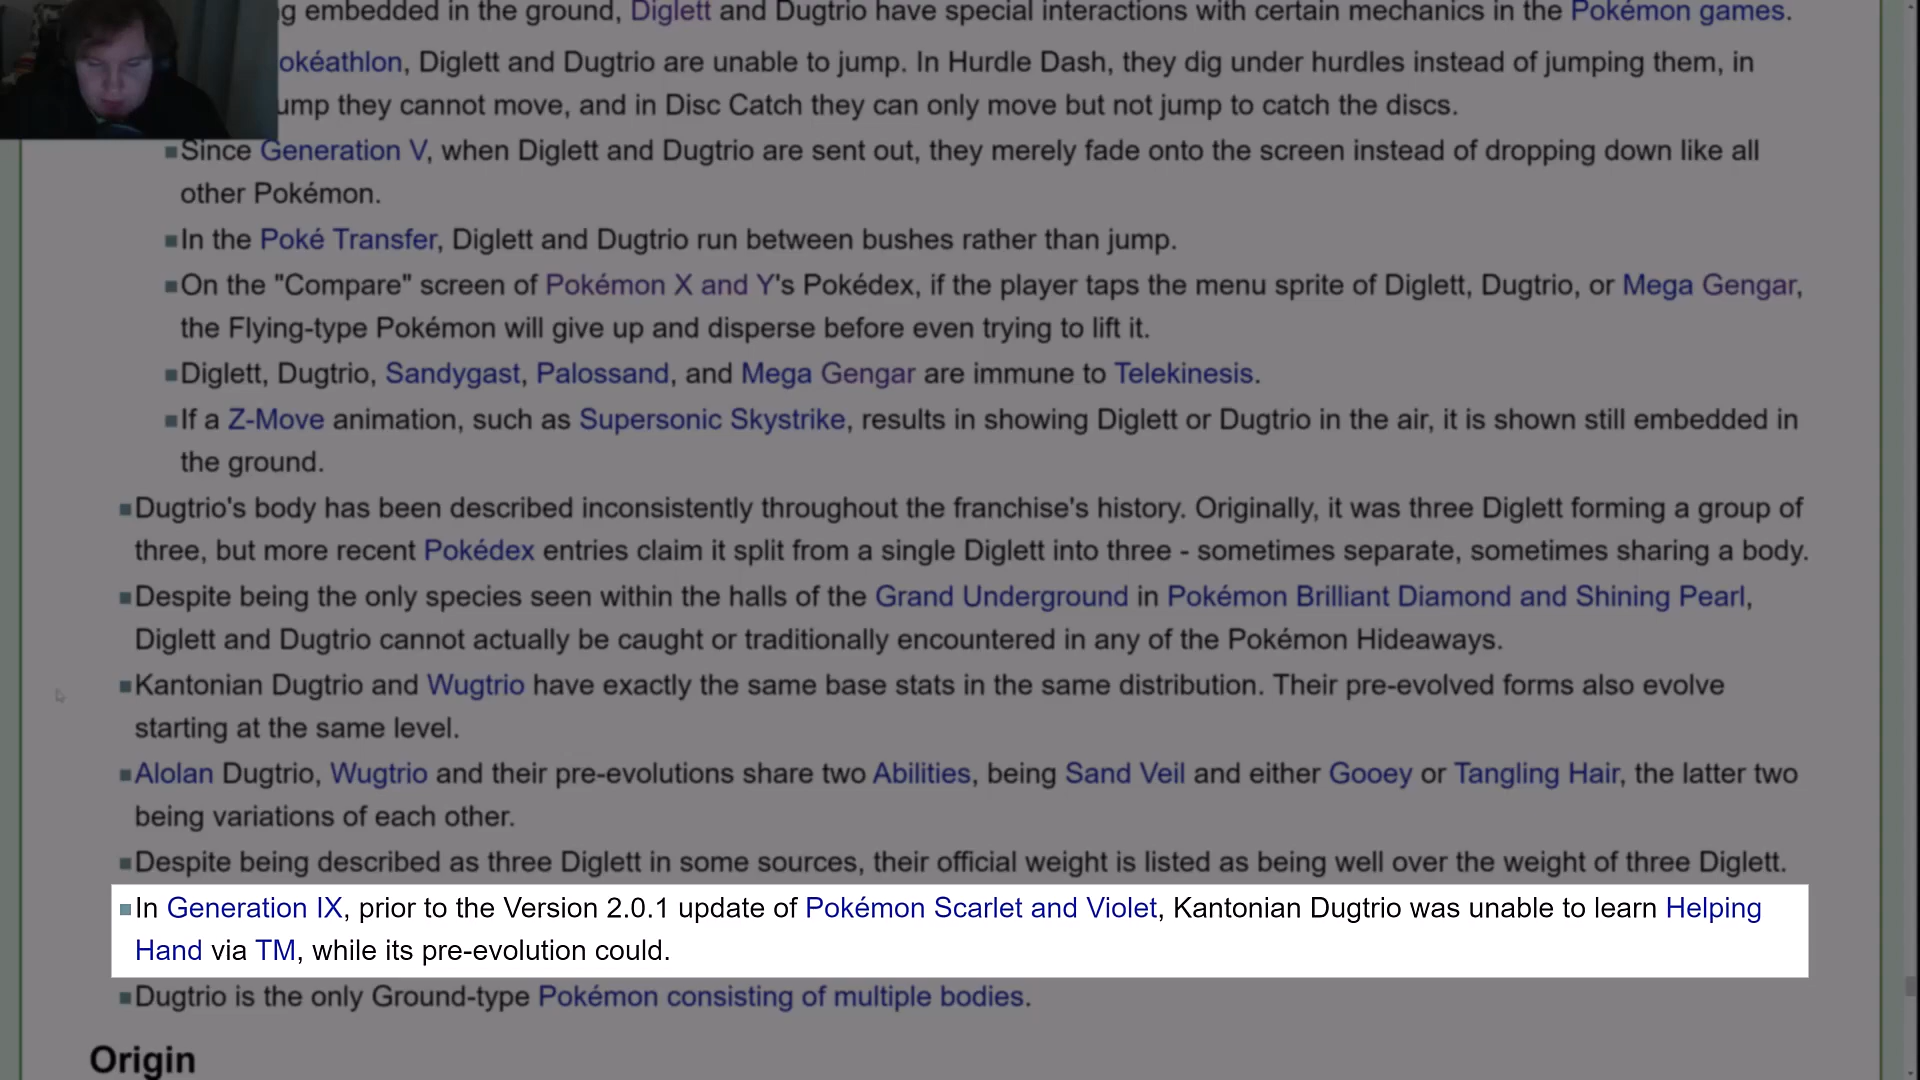 g embedded in the ground, Diglett and Dugtrio have special interactions with certain mechanics in the Pokémon games.
okéathlon, Diglett and Dugtrio are unable to jump. In Hurdle Dash, they dig under hurdles instead of jumping them, in
ump they cannot move, and in Disc Catch they can only move but not jump to catch the discs.
Since Generation V, when Diglett and Dugtrio are sent out, they merely fade onto the screen instead of dropping down like all
other Pokémon.
In the Poké Transfer, Diglett and Dugtrio run between bushes rather than jump.
On the "Compare" screen of Pokémon X and Y's Pokédex, if the player taps the menu sprite of Diglett, Dugtrio, or Mega Gengar,
the Flying-type Pokémon will give up and disperse before even trying to lift it.
Diglett, Dugtrio, Sandygast, Palossand, and Mega Gengar are immune to Telekinesis.
If a Z-Move animation, such as Supersonic Skystrike, results in showing Diglett or Dugtrio in the air, it is shown still embedded in
the ground.
Dugtrio's body has been described inconsistently throughout the franchise's history. Originally, it was three Diglett forming a group of
three, but more recent Pokédex entries claim it split from a single Diglett into three - sometimes separate, sometimes sharing a body.
Despite being the only species seen within the halls of the Grand Underground in Pokémon Brilliant Diamond and Shining Pearl,
Diglett and Dugtrio cannot actually be caught or traditionally encountered in any of the Pokémon Hideaways.
Kantonian Dugtrio and Wugtrio have exactly the same base stats in the same distribution. Their pre-evolved forms also evolve
starting at the same level.
Alolan Dugtrio, Wugtrio and their pre-evolutions share two Abilities, being Sand Veil and either Gooey or Tangling Hair, the latter two
being variations of each other.
Despite being described as three Diglett in some sources, their official weight is listed as being well over the weight of three Diglett.
In Generation IX, prior to the Version 2.0.1 update of Pokémon Scarlet and Violet, Kantonian Dugtrio was unable to learn Helping
Hand via TM, while its pre-evolution could.
Dugtrio is the only Ground-type Pokémon consisting of multiple bodies.
Origin